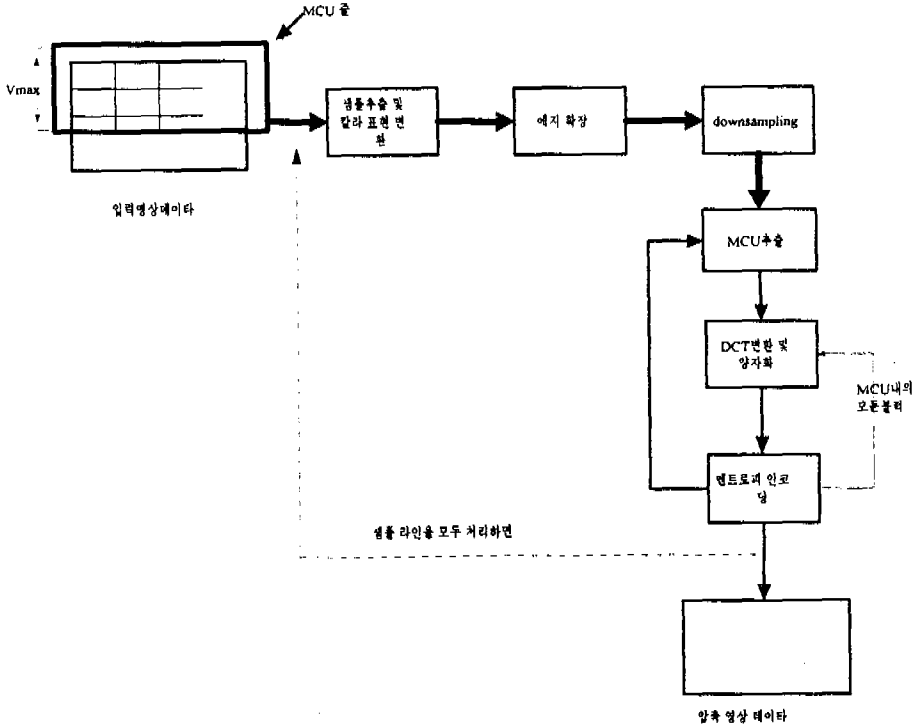 MCU 줄
Vmax
샘플추출 및
칼라 표현 변
환
에지 확장
downsampling
입력영상데이타
MCU추출
DCT변환 및
양자화
MCU내의
모든블럭
엔트로피 인코
딩
샘플 라인을 모두 처리하면
압축 영상 데이타